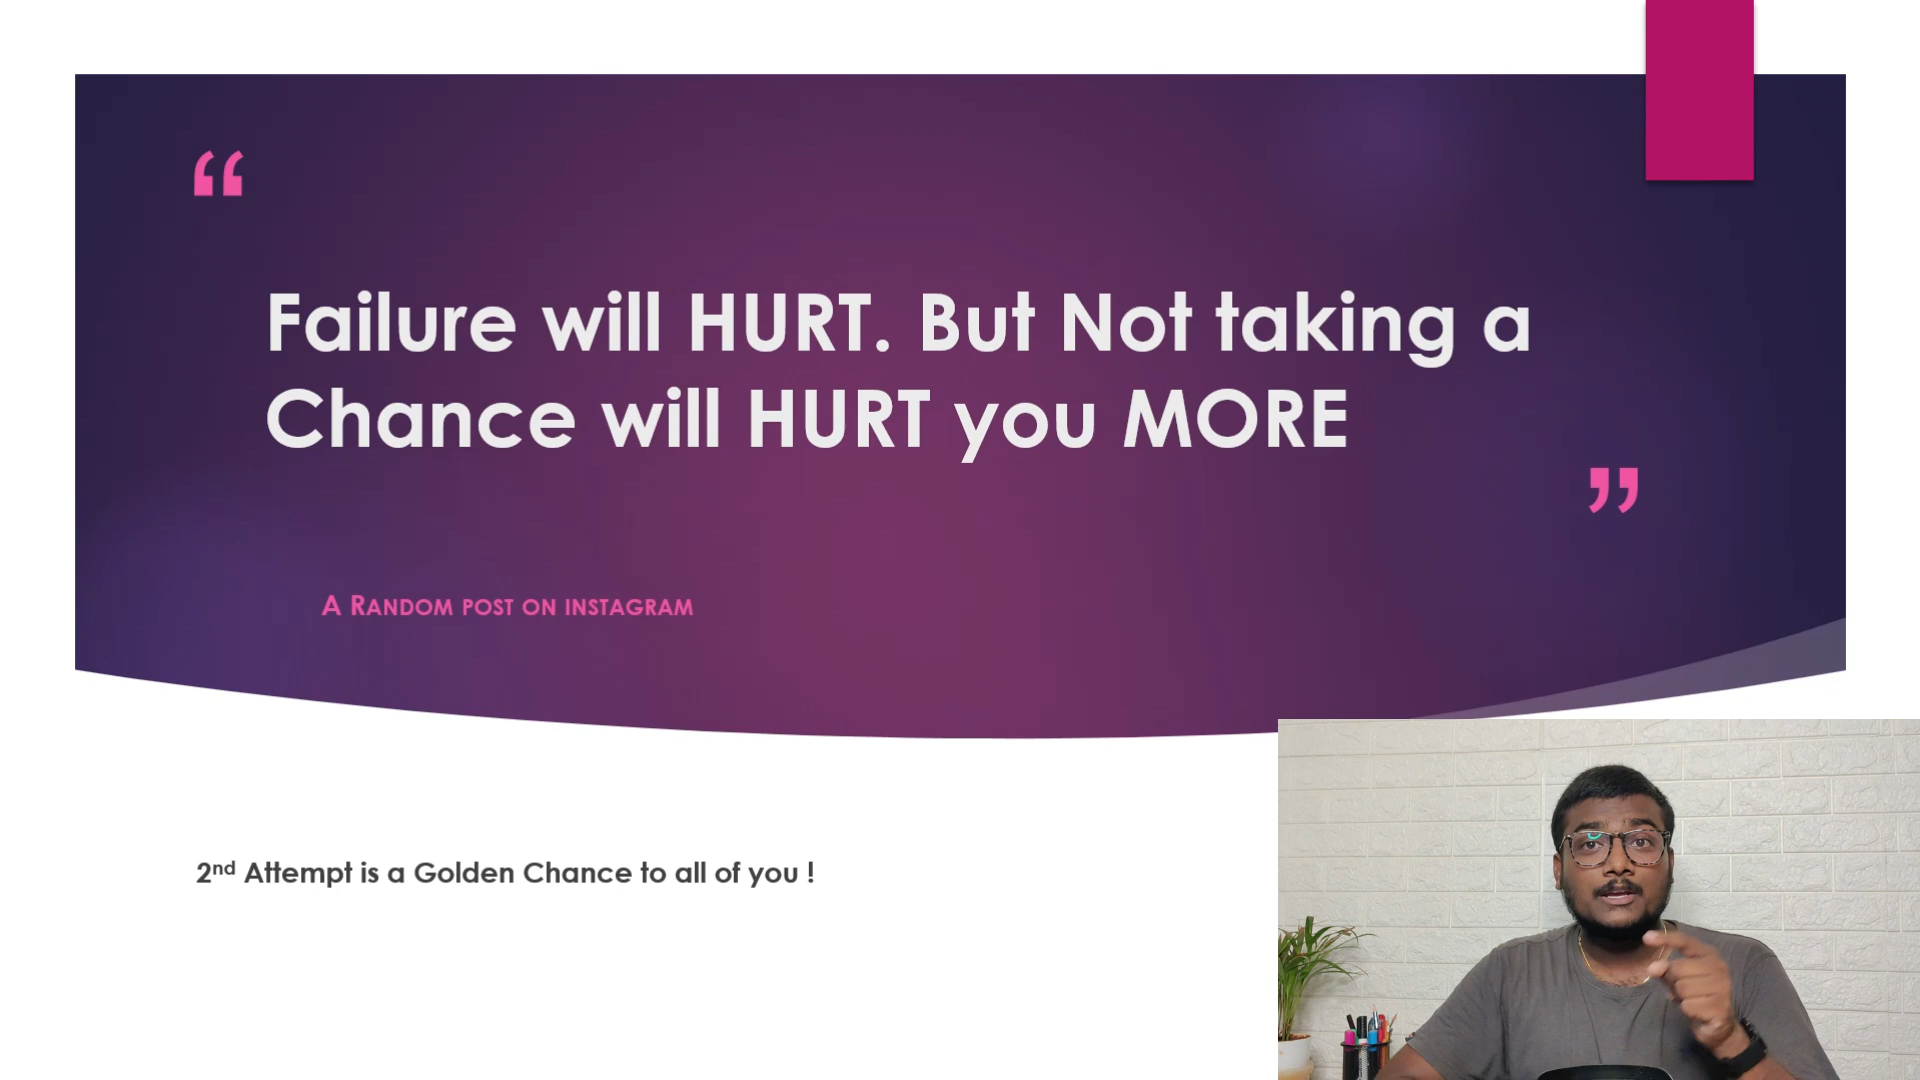 “
Failure will HURT. But Not taking a
Chance will HURT you MORE
”
A RANDOM POST ON INSTAGRAM
2nd Attempt is a Golden Chance to all of you !